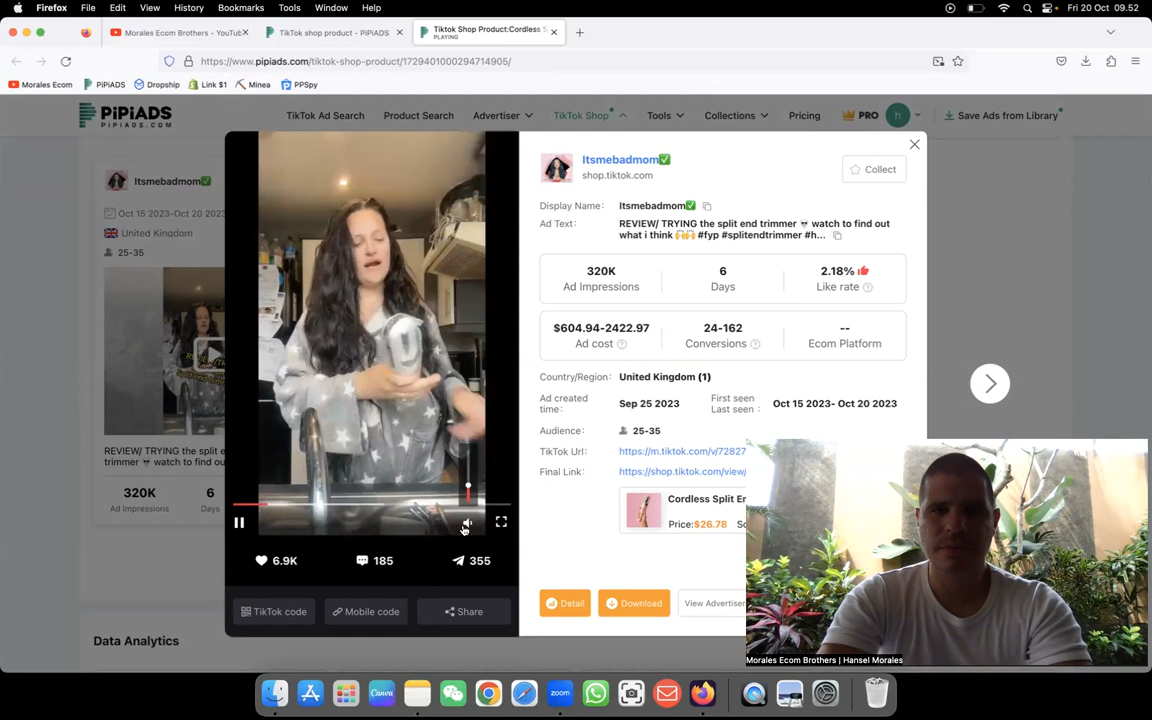 Firefox File Edit View History Bookmarks Tools Window Help Fri 20 Oct 09.52
Morales Ecom Brothers - YouTub TikTok shop product - PiPiADS TikTok Shop Product:Cordless S
PLAYING
https://www.pipiads.com/tiktok-shop-product/1729401000294714905/
Morales Ecom PiPiADS Dropship Link $1 Minea PPSpy
PiPiADS
PIPIADS.COM
TikTok Ad Search Product Search Advertiser TikTok Shop Tools Collections Pricing PRO h Save Ads from Library
Itsmebadmom✅
Oct 15 2023-Oct 20 2023
United Kingdom
25-35
REVIEW/ TRYING the split end
trimmer 💀 watch to find out
320K
6
Ad Impressions
Days
Data Analytics
6.9K 185 355
TikTok code Mobile code Share
Itsmebadmom✅
shop.tiktok.com
Collect
Display Name: Itsmebadmom✅
Ad Text: REVIEW/ TRYING the split end trimmer 💀 watch to find out
what i think 🙌🙌 #fyp #splitendtrimmer #h...
320K 6 2.18%
Ad Impressions Days Like rate
$604.94-2422.97 24-162 --
Ad cost Conversions Ecom Platform
Country/Region: United Kingdom (1)
Ad created
time: Sep 25 2023
First seen
Last seen : Oct 15 2023- Oct 20 2023
Audience: 25-35
TikTok Url: https://m.tiktok.com/v/72827
Final Link: https://shop.tiktok.com/view/
Cordless Split Er
Price:$26.78 So
Detail Download View Advertiser
Morales Ecom Brothers | Hansel Morales
Canva
zoom